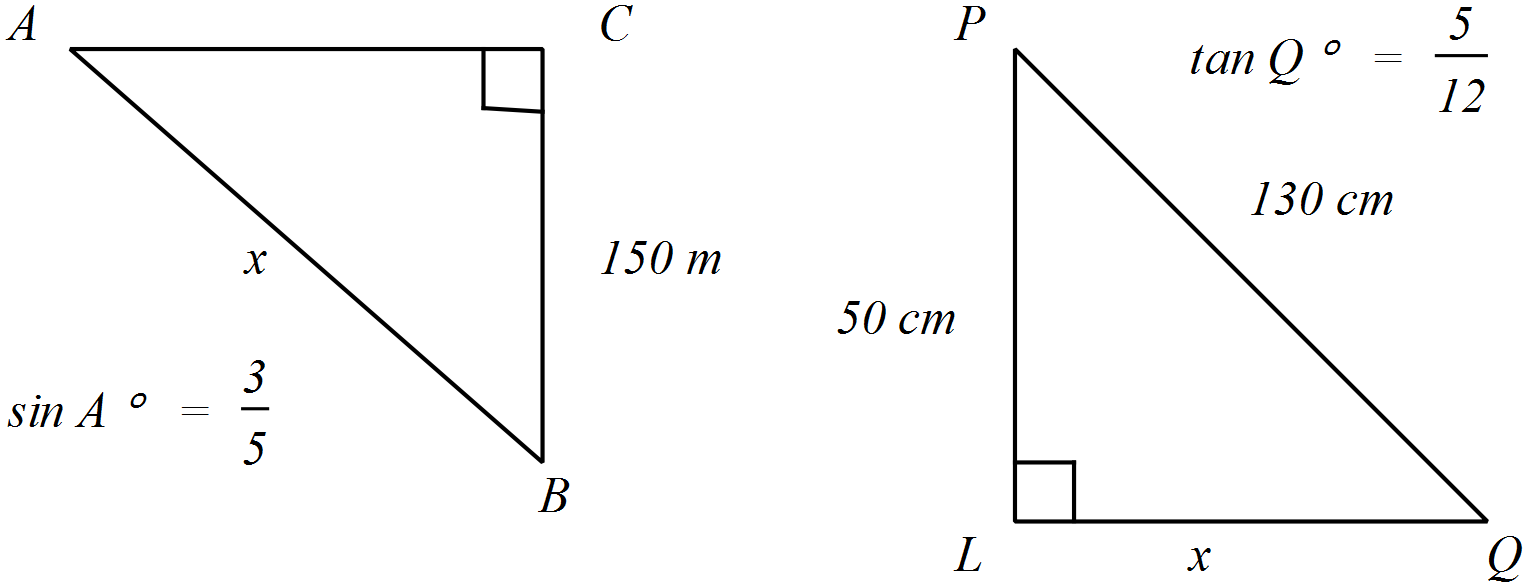 A
C
x
150 m
sin A ° = 3/5
B
P
tan Q ° = 5/12
130 cm
50 cm
L
x
Q